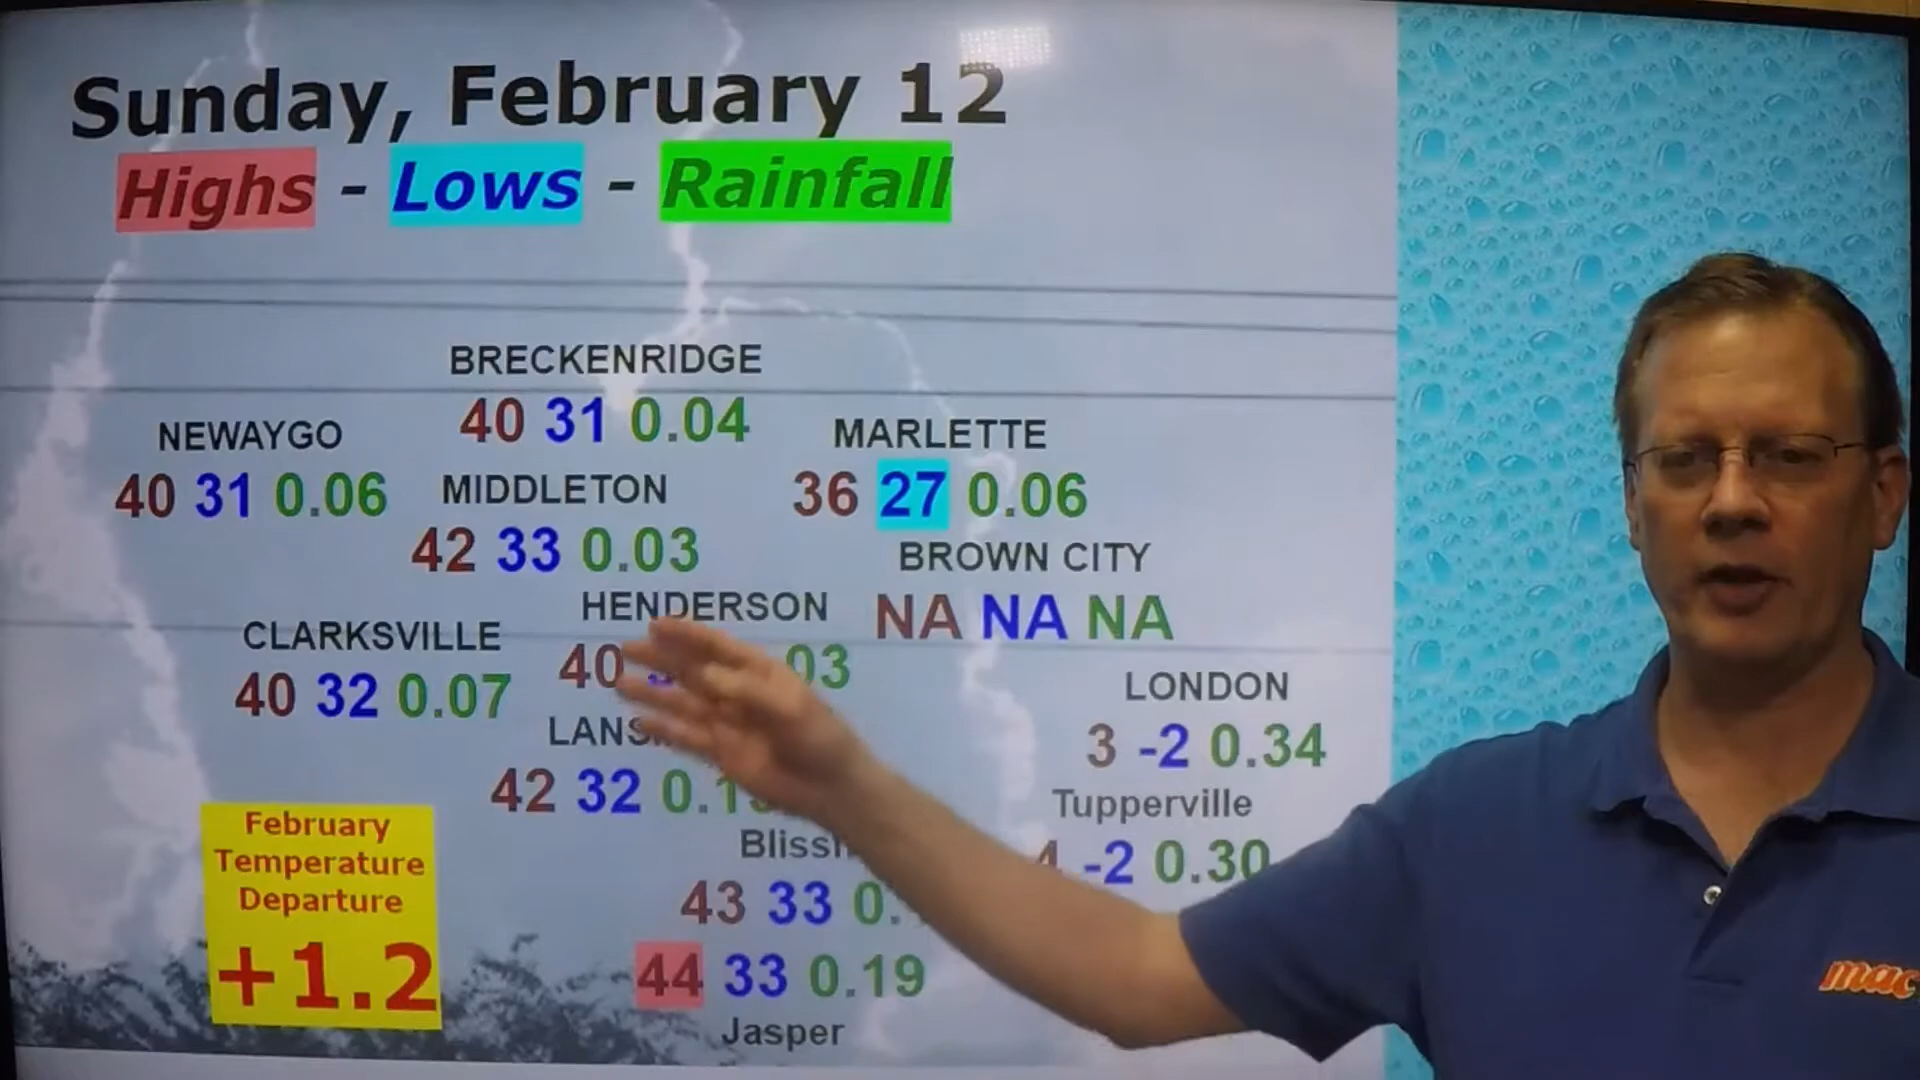 Sunday, February 12
Highs - Lows - Rainfall
BRECKENRIDGE
40 31 0.04
NEWAYGO
40 31 0.06
MARLETTE
36 27 0.06
MIDDLETON
42 33 0.03
BROWN CITY
NA NA NA
HENDERSON
40
CLARKSVILLE
40 32 0.07
LONDON
3 -2 0.34
42 32
Tupperville
-2 0.30
43 33
44 33 0.19
Jasper
February
Temperature
Departure
+1.2
mac